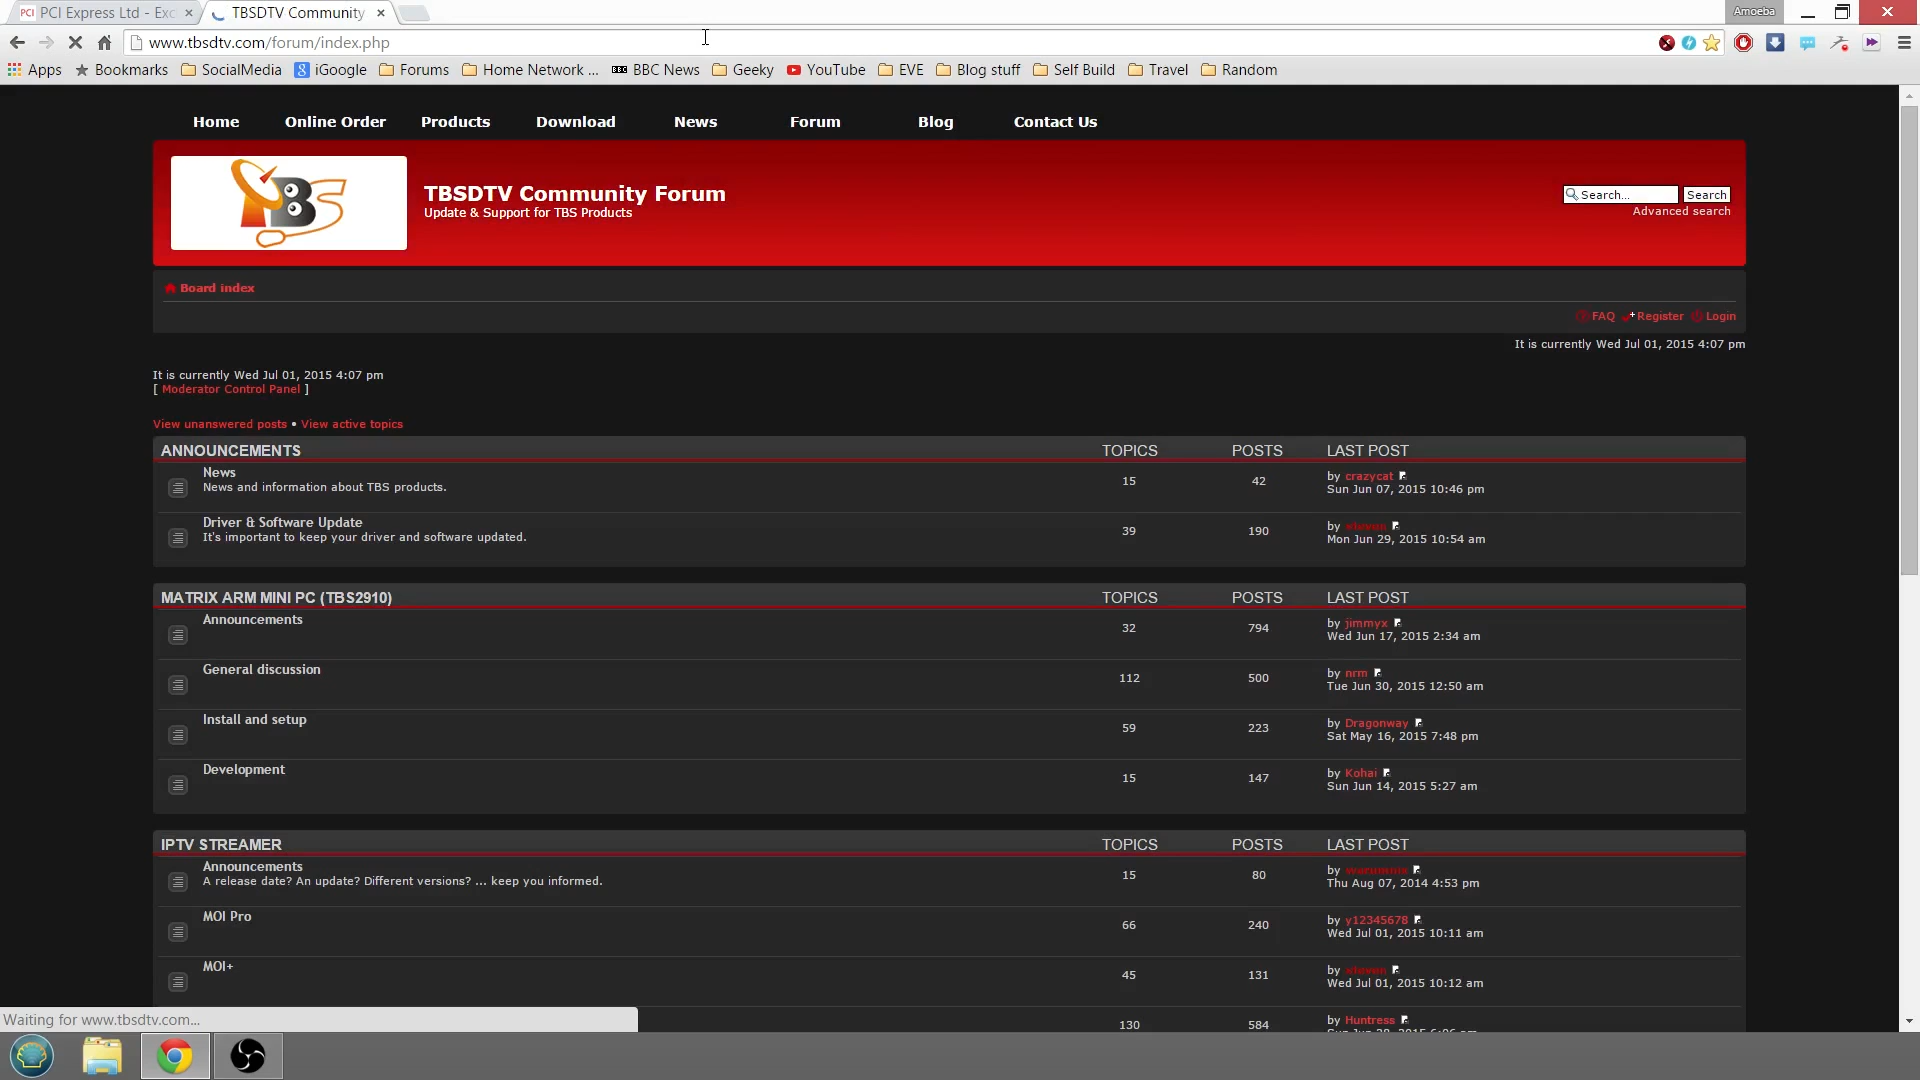 PCI PCI Express Ltd - Exc
TBSDTV Community
Amoeba
www.tbsdtv.com/forum/index.php
Apps Bookmarks SocialMedia iGoogle Forums Home Network ... BBC News Geeky YouTube EVE Blog stuff Self Build Travel Random
Home Online Order Products Download News Forum Blog Contact Us
TBS
TBSDTV Community Forum
Update & Support for TBS Products
Search... Search
Advanced search
Board index
FAQ Register Login
It is currently Wed Jul 01, 2015 4:07 pm
It is currently Wed Jul 01, 2015 4:07 pm
[ Moderator Control Panel ]
View unanswered posts • View active topics
ANNOUNCEMENTS TOPICS POSTS LAST POST
News
News and information about TBS products.
15 42
by crazycat
Sun Jun 07, 2015 10:46 pm
Driver & Software Update
It's important to keep your driver and software updated.
39 190
by
Mon Jun 29, 2015 10:54 am
MATRIX ARM MINI PC (TBS2910) TOPICS POSTS LAST POST
Announcements
32 794
by jimmyx
Wed Jun 17, 2015 2:34 am
General discussion
112 500
by nrm
Tue Jun 30, 2015 12:50 am
Install and setup
59 223
by Dragonway
Sat May 16, 2015 7:48 pm
Development
15 147
by Kohai
Sun Jun 14, 2015 5:27 am
IPTV STREAMER TOPICS POSTS LAST POST
Announcements
A release date? An update? Different versions? ... keep you informed.
15 80
by
Thu Aug 07, 2014 4:53 pm
MOI Pro
66 240
by y12345678
Wed Jul 01, 2015 10:11 am
MOI+
45 131
by
Wed Jul 01, 2015 10:12 am
130 584
by Huntress
Waiting for www.tbsdtv.com...